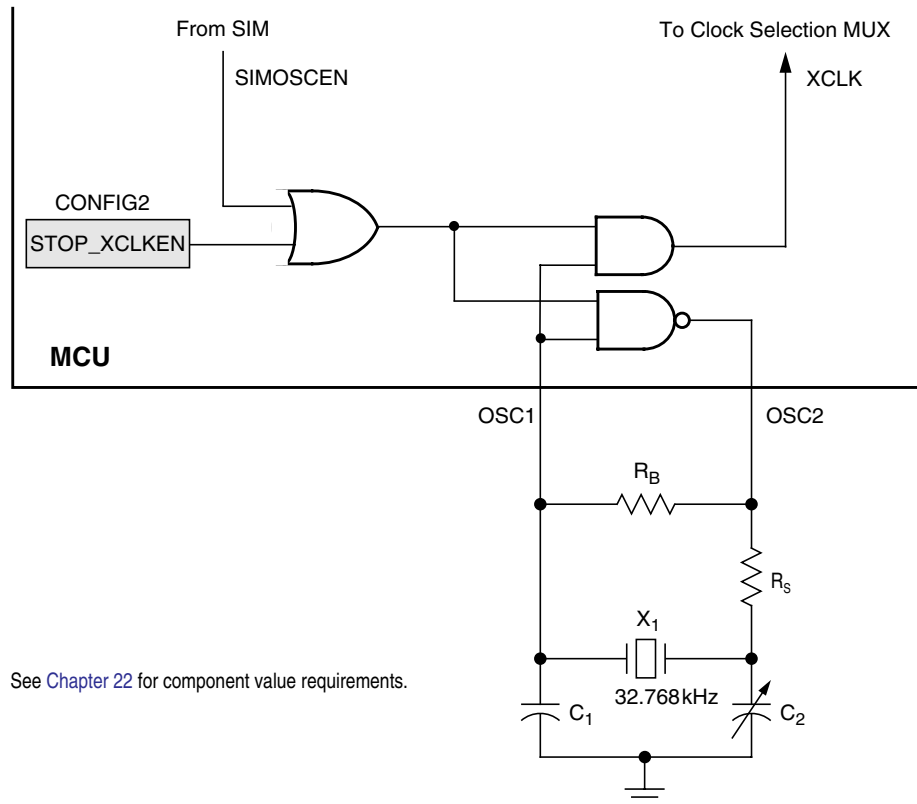 From SIM
To Clock Selection MUX
SIMOSCEN
XCLK
CONFIG2
STOP_XCLKEN
MCU
OSC1
OSC2
RB
RS
X1
32.768kHz
C1
C2
See Chapter 22 for component value requirements.